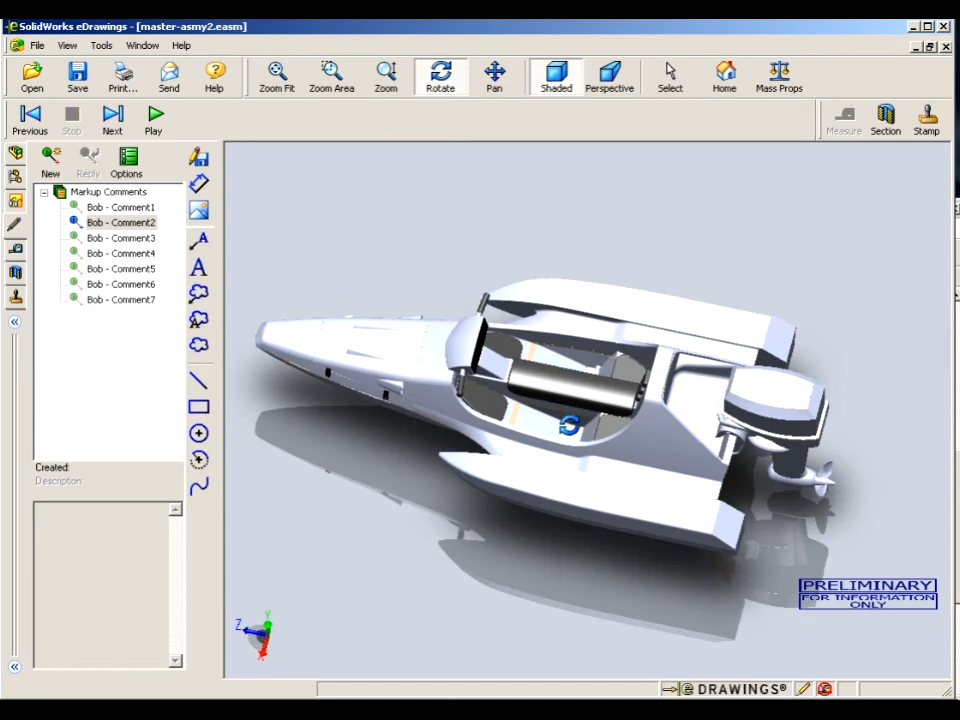 SolidWorks eDrawings - [master-asmy2.easm]
File View Tools Window Help
Open Save Print... Send Help Zoom Fit Zoom Area Zoom Rotate Pan Shaded Perspective Select Home Mass Props
Previous Stop Next Play Measure Section Stamp
New Reply Options
Markup Comments
Bob - Comment1
Bob - Comment2
Bob - Comment3
Bob - Comment4
Bob - Comment5
Bob - Comment6
Bob - Comment7
Created:
Description:
PRELIMINARY
FOR INFORMATION
ONLY
Y
Z
X
e DRAWINGS®